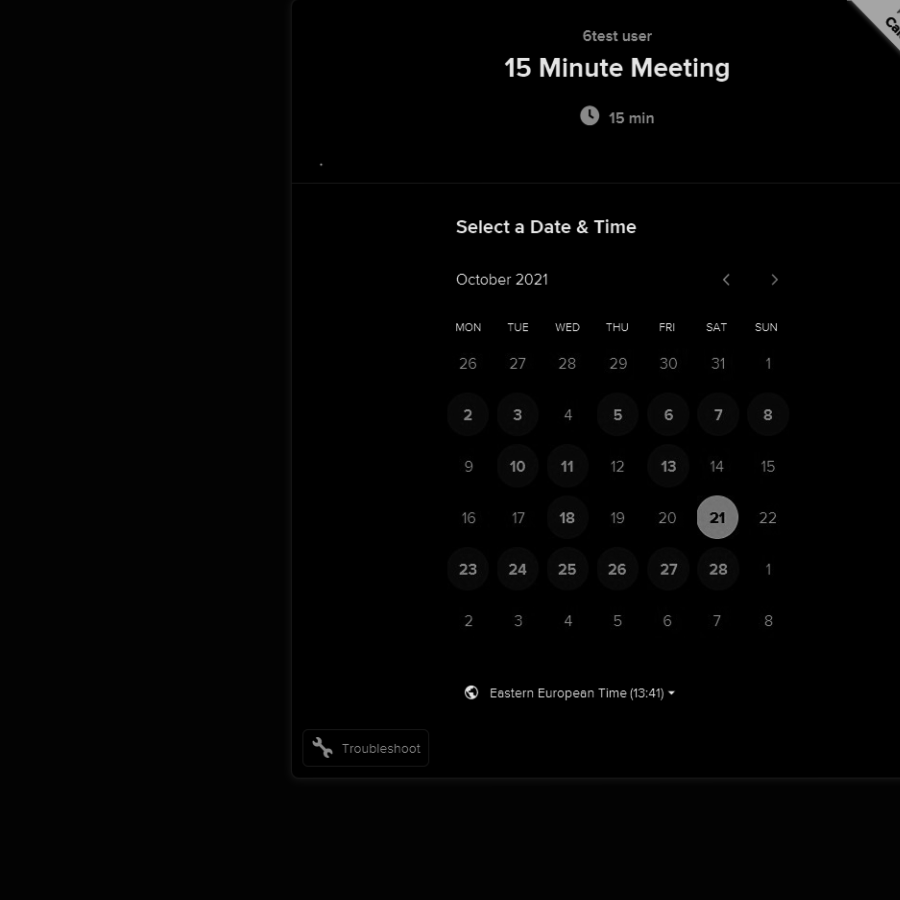 6test user
15 Minute Meeting
15 min
Select a Date & Time
October 2021
MON TUE WED THU FRI SAT SUN
26 27 28 29 30 31 1
2 3 4 5 6 7 8
9 10 11 12 13 14 15
16 17 18 19 20 21 22
23 24 25 26 27 28 1
2 3 4 5 6 7 8
Eastern European Time (13:41)
Troubleshoot